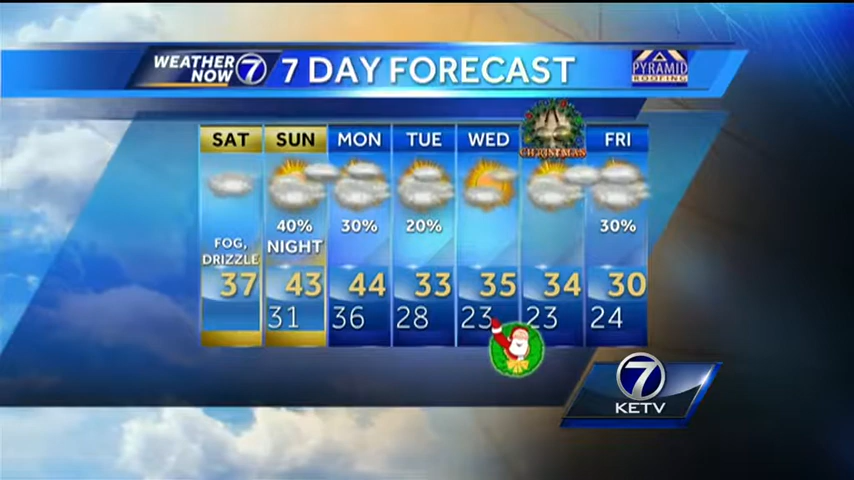 WEATHER NOW 7
7 DAY FORECAST
PYRAMID
ROOFING
SAT SUN MON TUE WED CHRISTMAS FRI
40% 30% 20% 30%
FOG, DRIZZLE
NIGHT
37 43 44 33 35 34 30
31 36 28 23 23 24
7
KETV